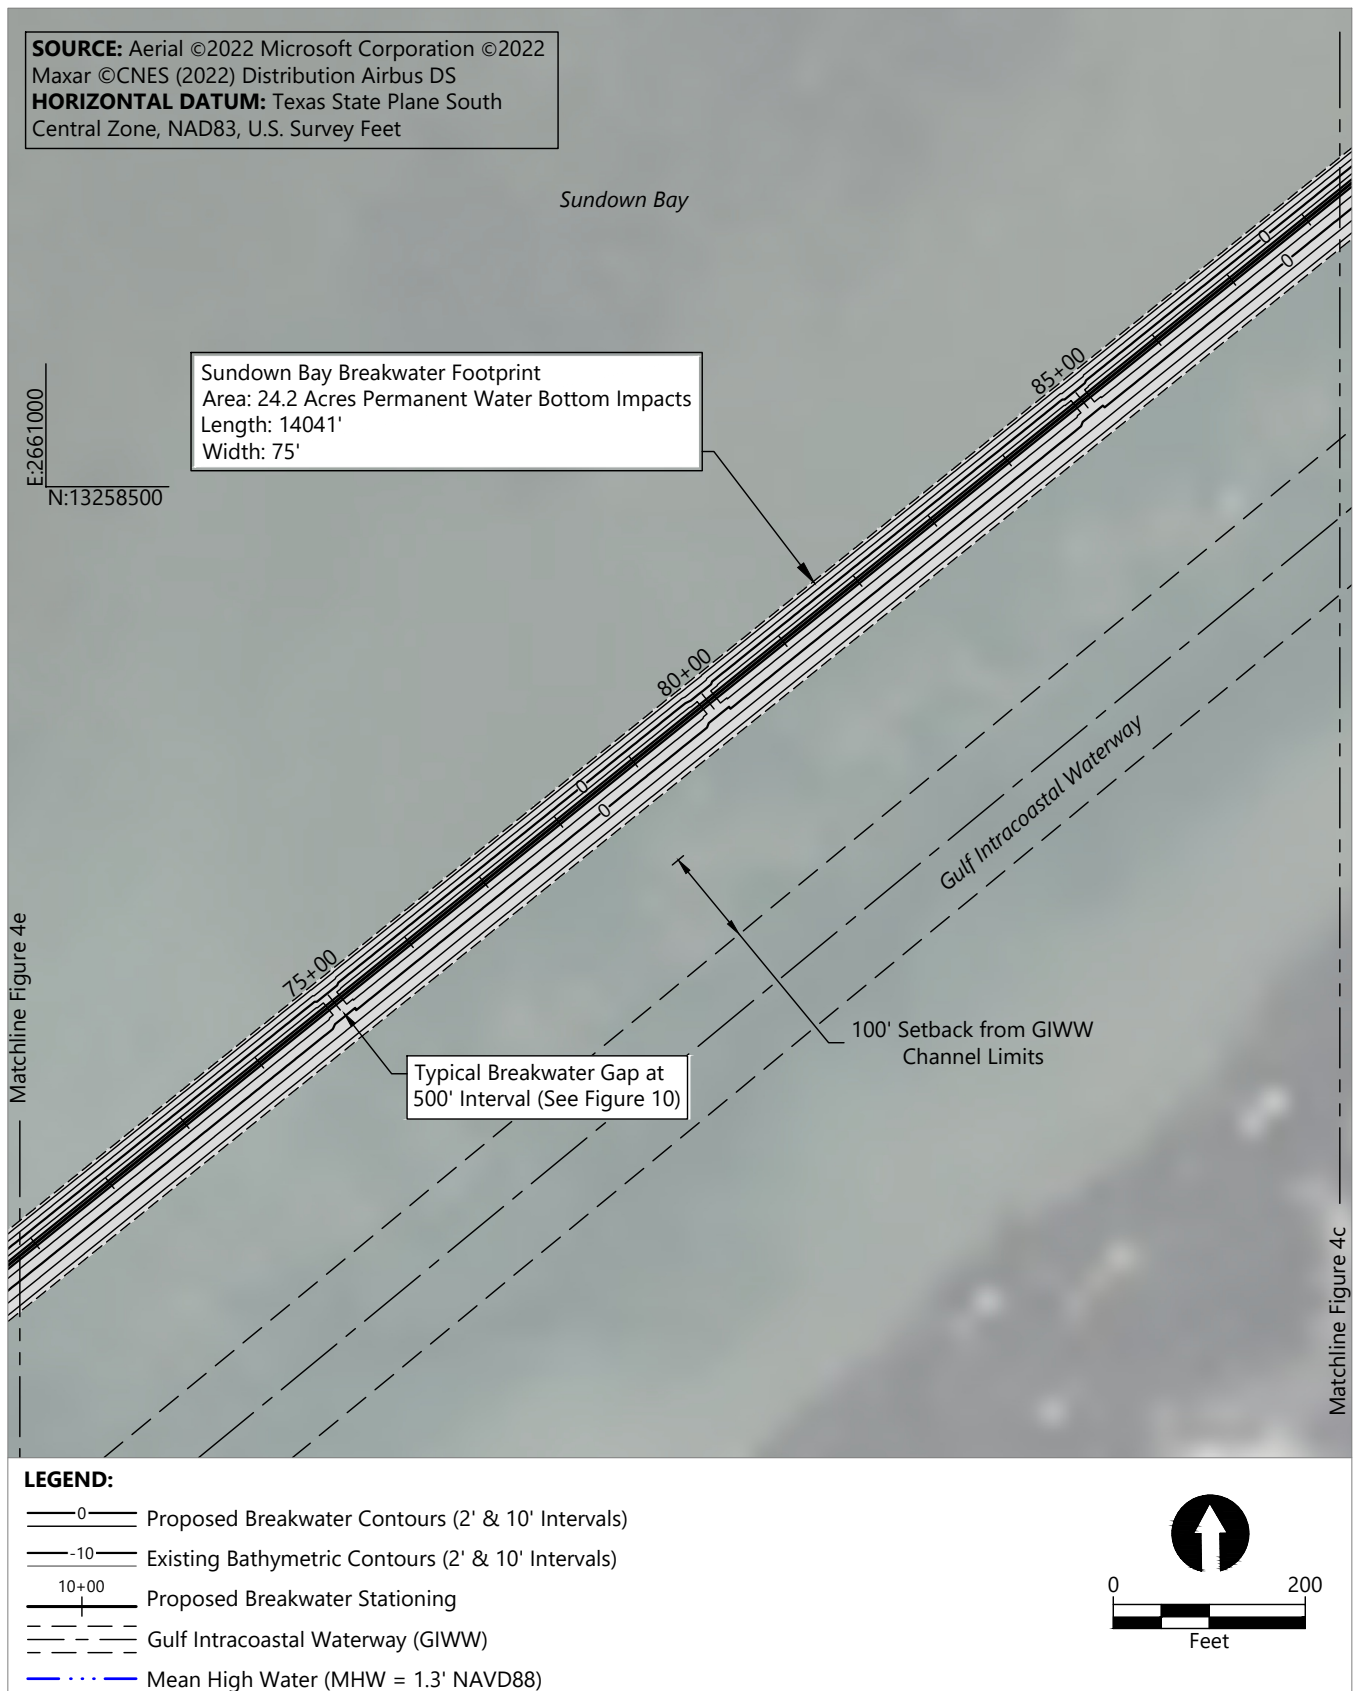 SOURCE: Aerial ©2022 Microsoft Corporation ©2022
Maxar ©CNES (2022) Distribution Airbus DS
HORIZONTAL DATUM: Texas State Plane South
Central Zone, NAD83, U.S. Survey Feet
Sundown Bay
0
0
85+00
Sundown Bay Breakwater Footprint
Area: 24.2 Acres Permanent Water Bottom Impacts
Length: 14041'
Width: 75'
E:2661000
N:13258500
80+00
0
0
Gulf Intracoastal Waterway
75+00
Matchline Figure 4e
100' Setback from GIWW
Channel Limits
Typical Breakwater Gap at
500' Interval (See Figure 10)
Matchline Figure 4c
LEGEND:
0 Proposed Breakwater Contours (2' & 10' Intervals)
-10 Existing Bathymetric Contours (2' & 10' Intervals)
10+00 Proposed Breakwater Stationing
Gulf Intracoastal Waterway (GIWW)
Mean High Water (MHW = 1.3' NAVD88)
0 200
Feet